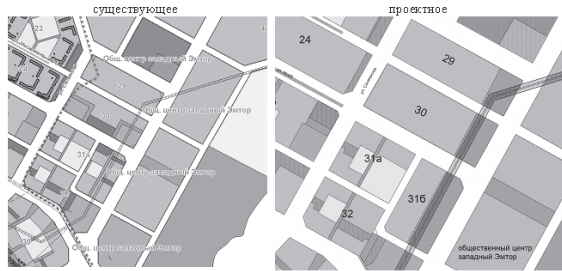 существующее
проектное
23
24
Общ. центр западный Эмтор
29
29
30
Общ. центр западный Эмтор
30
31а
31а
Общ. центр западный Эмтор
31б
32
общественный центр
западный Эмтор
Общ. центр западный Эмтор